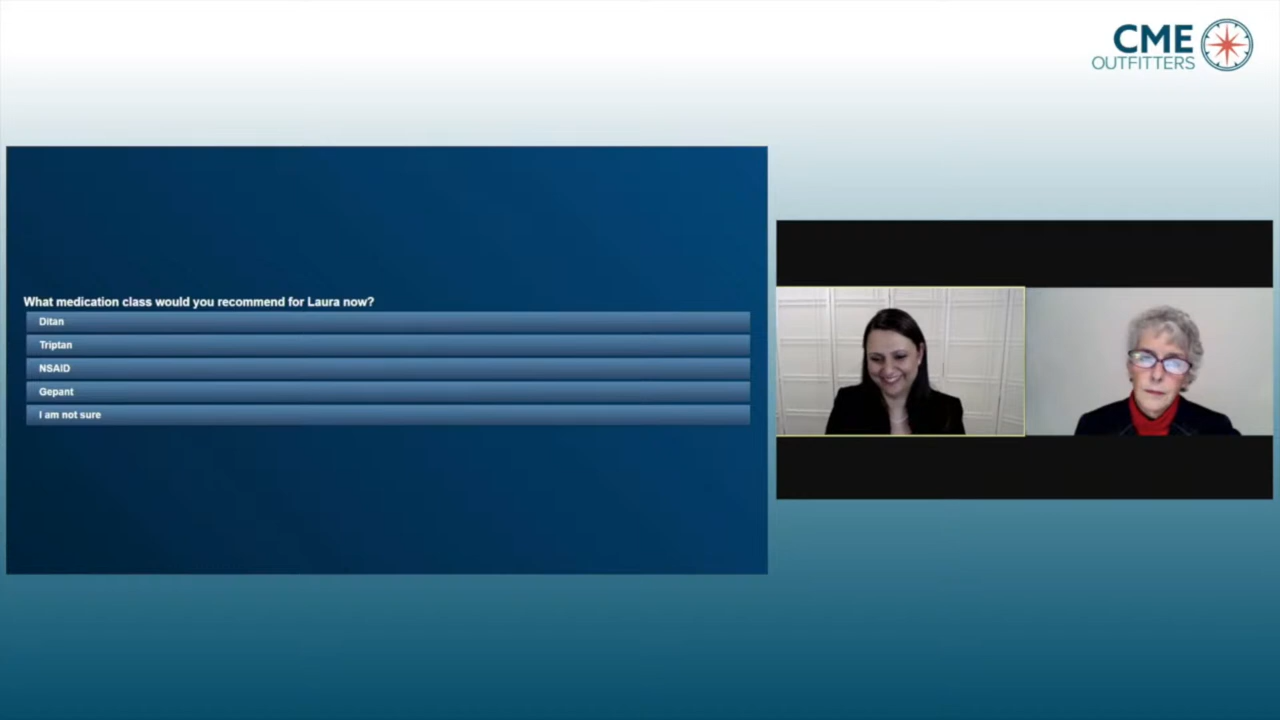 CME
OUTFITTERS
What medication class would you recommend for Laura now?
Ditan
Triptan
NSAID
Gepant
I am not sure